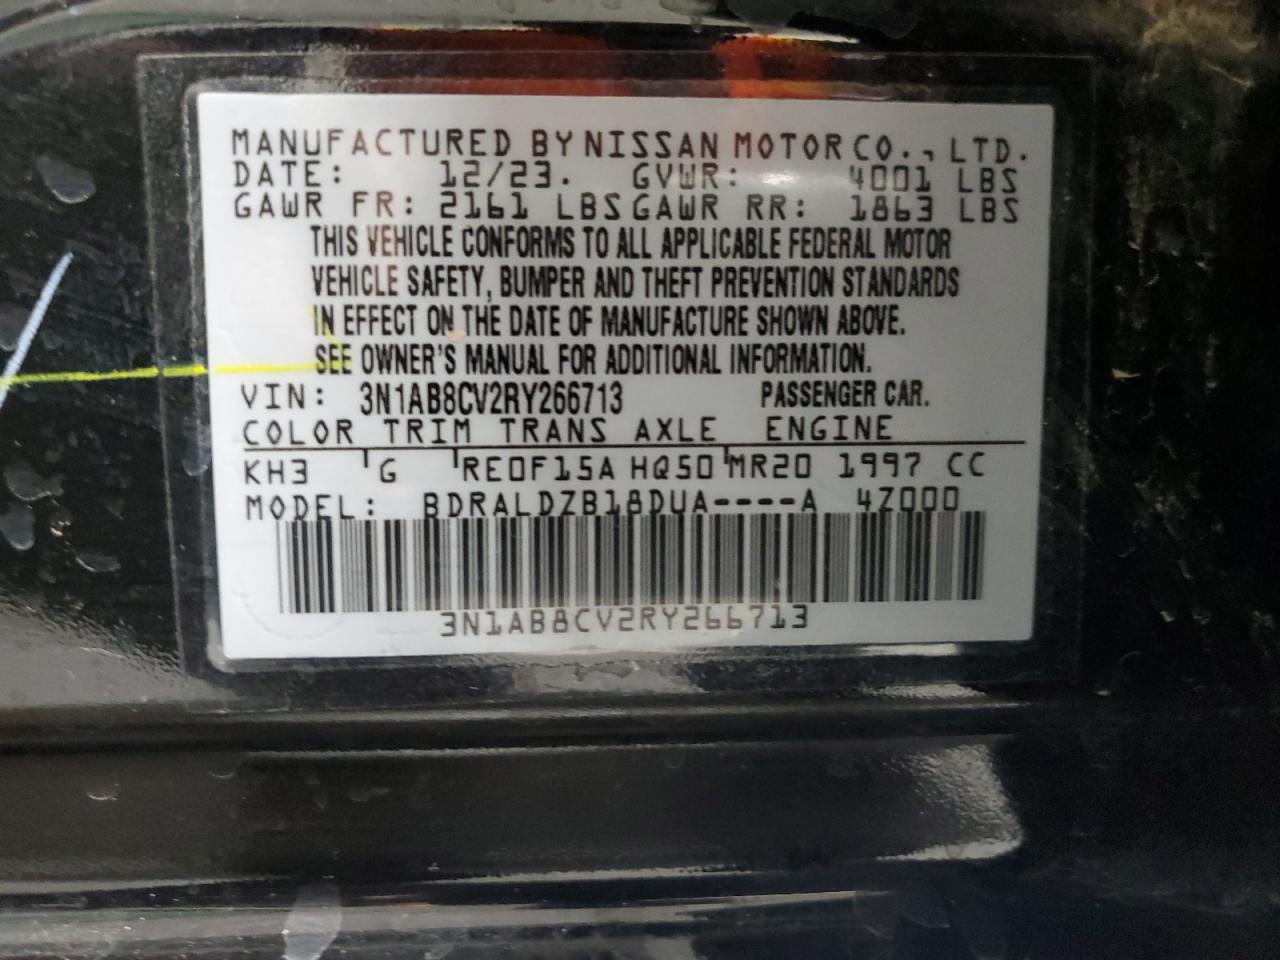 MANUFACTURED BY NISSAN MOTOR CO., LTD.
DATE: 12/23. GVWR: 4001 LBS
GAWR FR: 2161 LBS GAWR RR: 1863 LBS
THIS VEHICLE CONFORMS TO ALL APPLICABLE FEDERAL MOTOR
VEHICLE SAFETY, BUMPER AND THEFT PREVENTION STANDARDS
IN EFFECT ON THE DATE OF MANUFACTURE SHOWN ABOVE.
SEE OWNER'S MANUAL FOR ADDITIONAL INFORMATION.
VIN: 3N1AB8CV2RY266713 PASSENGER CAR.
COLOR TRIM TRANS AXLE ENGINE
KH3 G RE0F15A HQ50 MR20 1997 CC
MODEL: BDRALDZB18DUA----A 4Z000
3N1AB8CV2RY266713